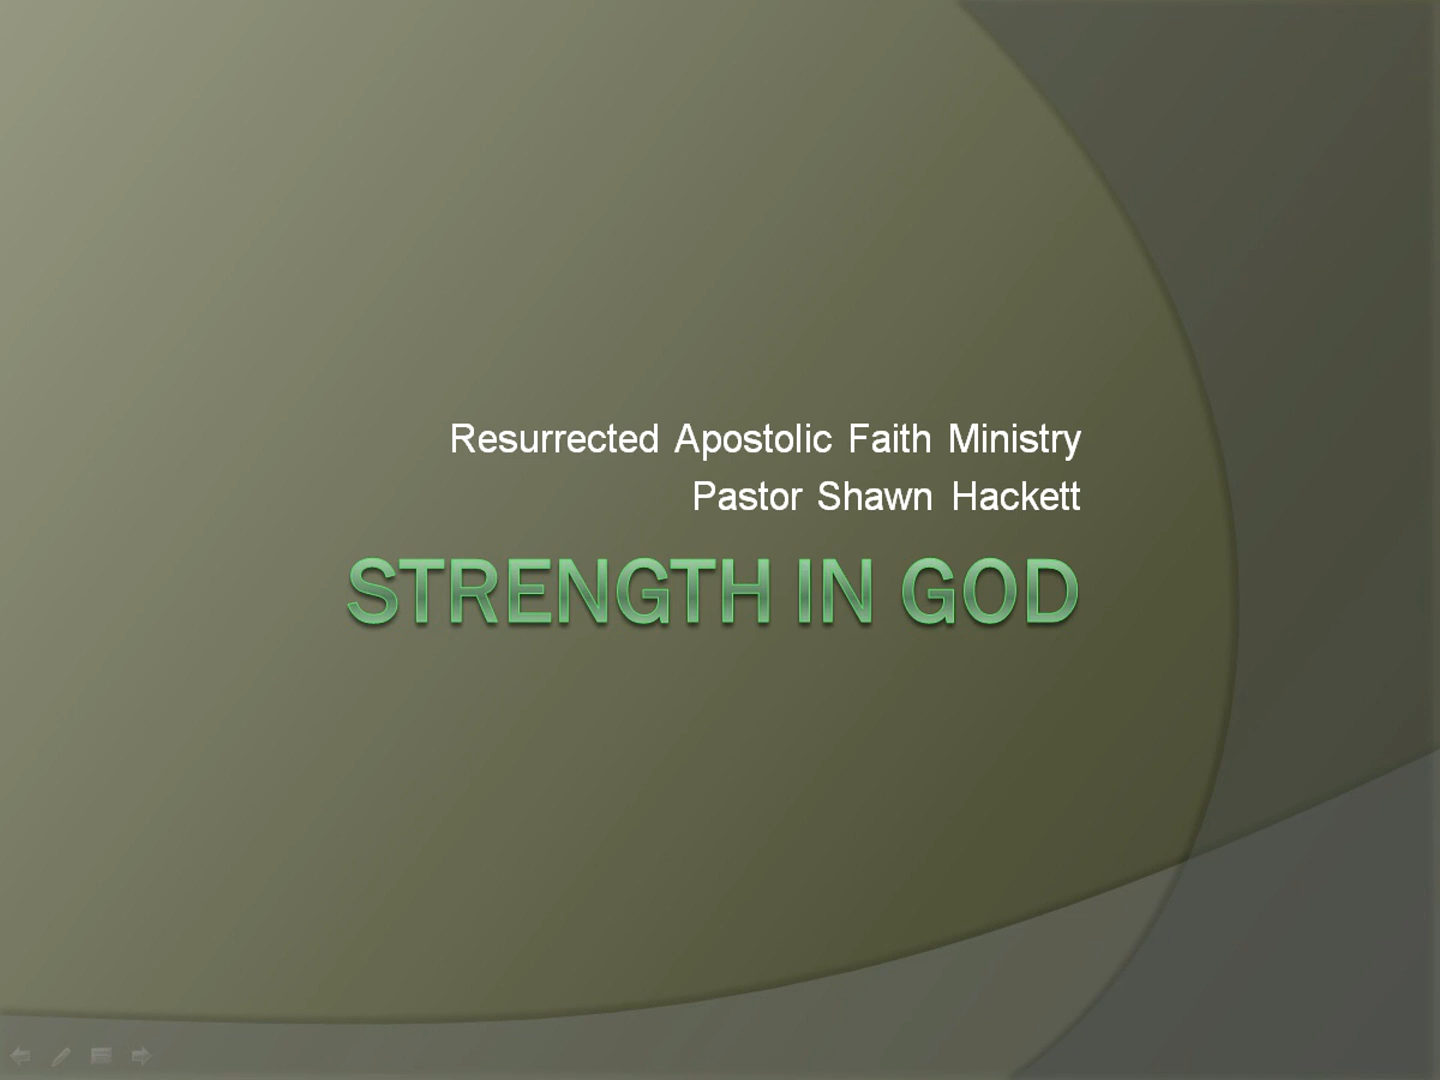 Resurrected Apostolic Faith Ministry
Pastor Shawn Hackett
STRENGTH IN GOD